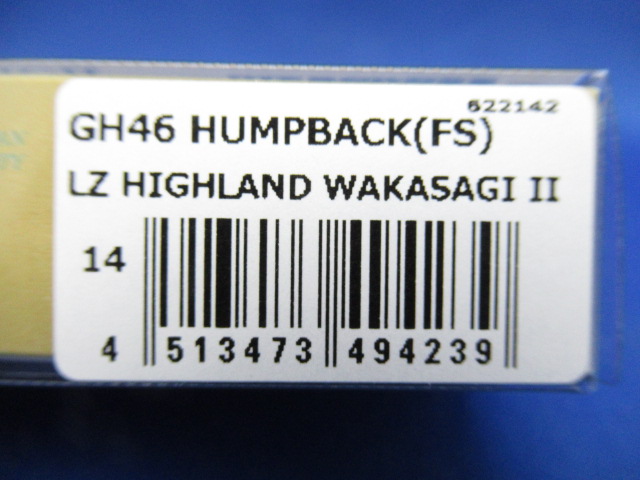 622142
GH46 HUMPBACK(FS)
LZ HIGHLAND WAKASAGI II
14
4 513473 494239